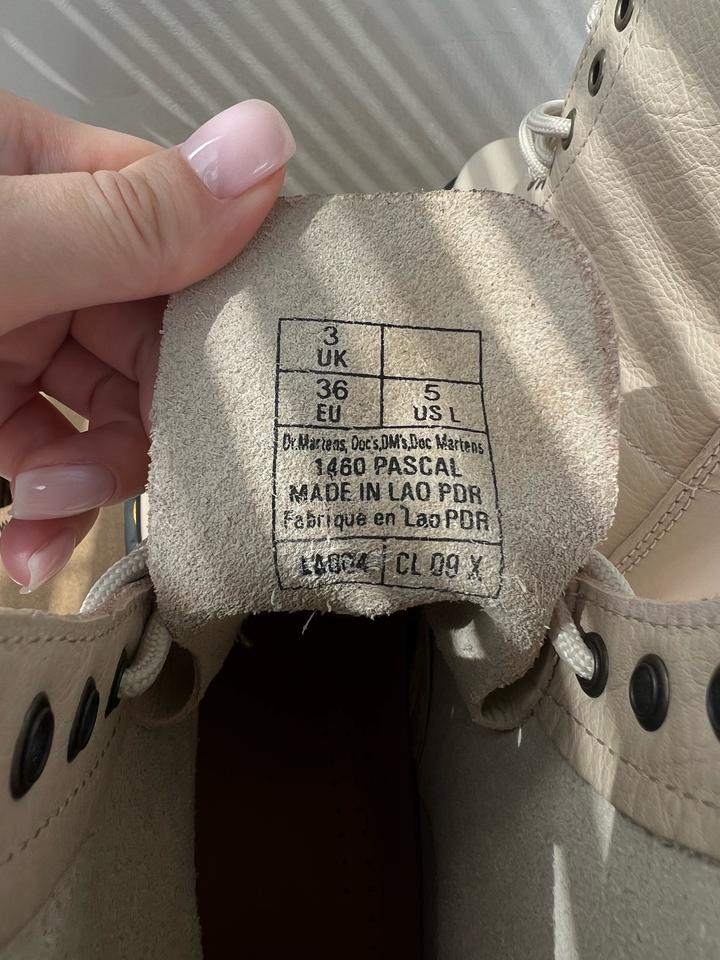 3
UK
36 5
EU US L
Dr.Martens, Doc's,DM's,Doc Martens
1460 PASCAL
MADE IN LAO PDR
Fabriqué en Lao PDR
CL 09 X